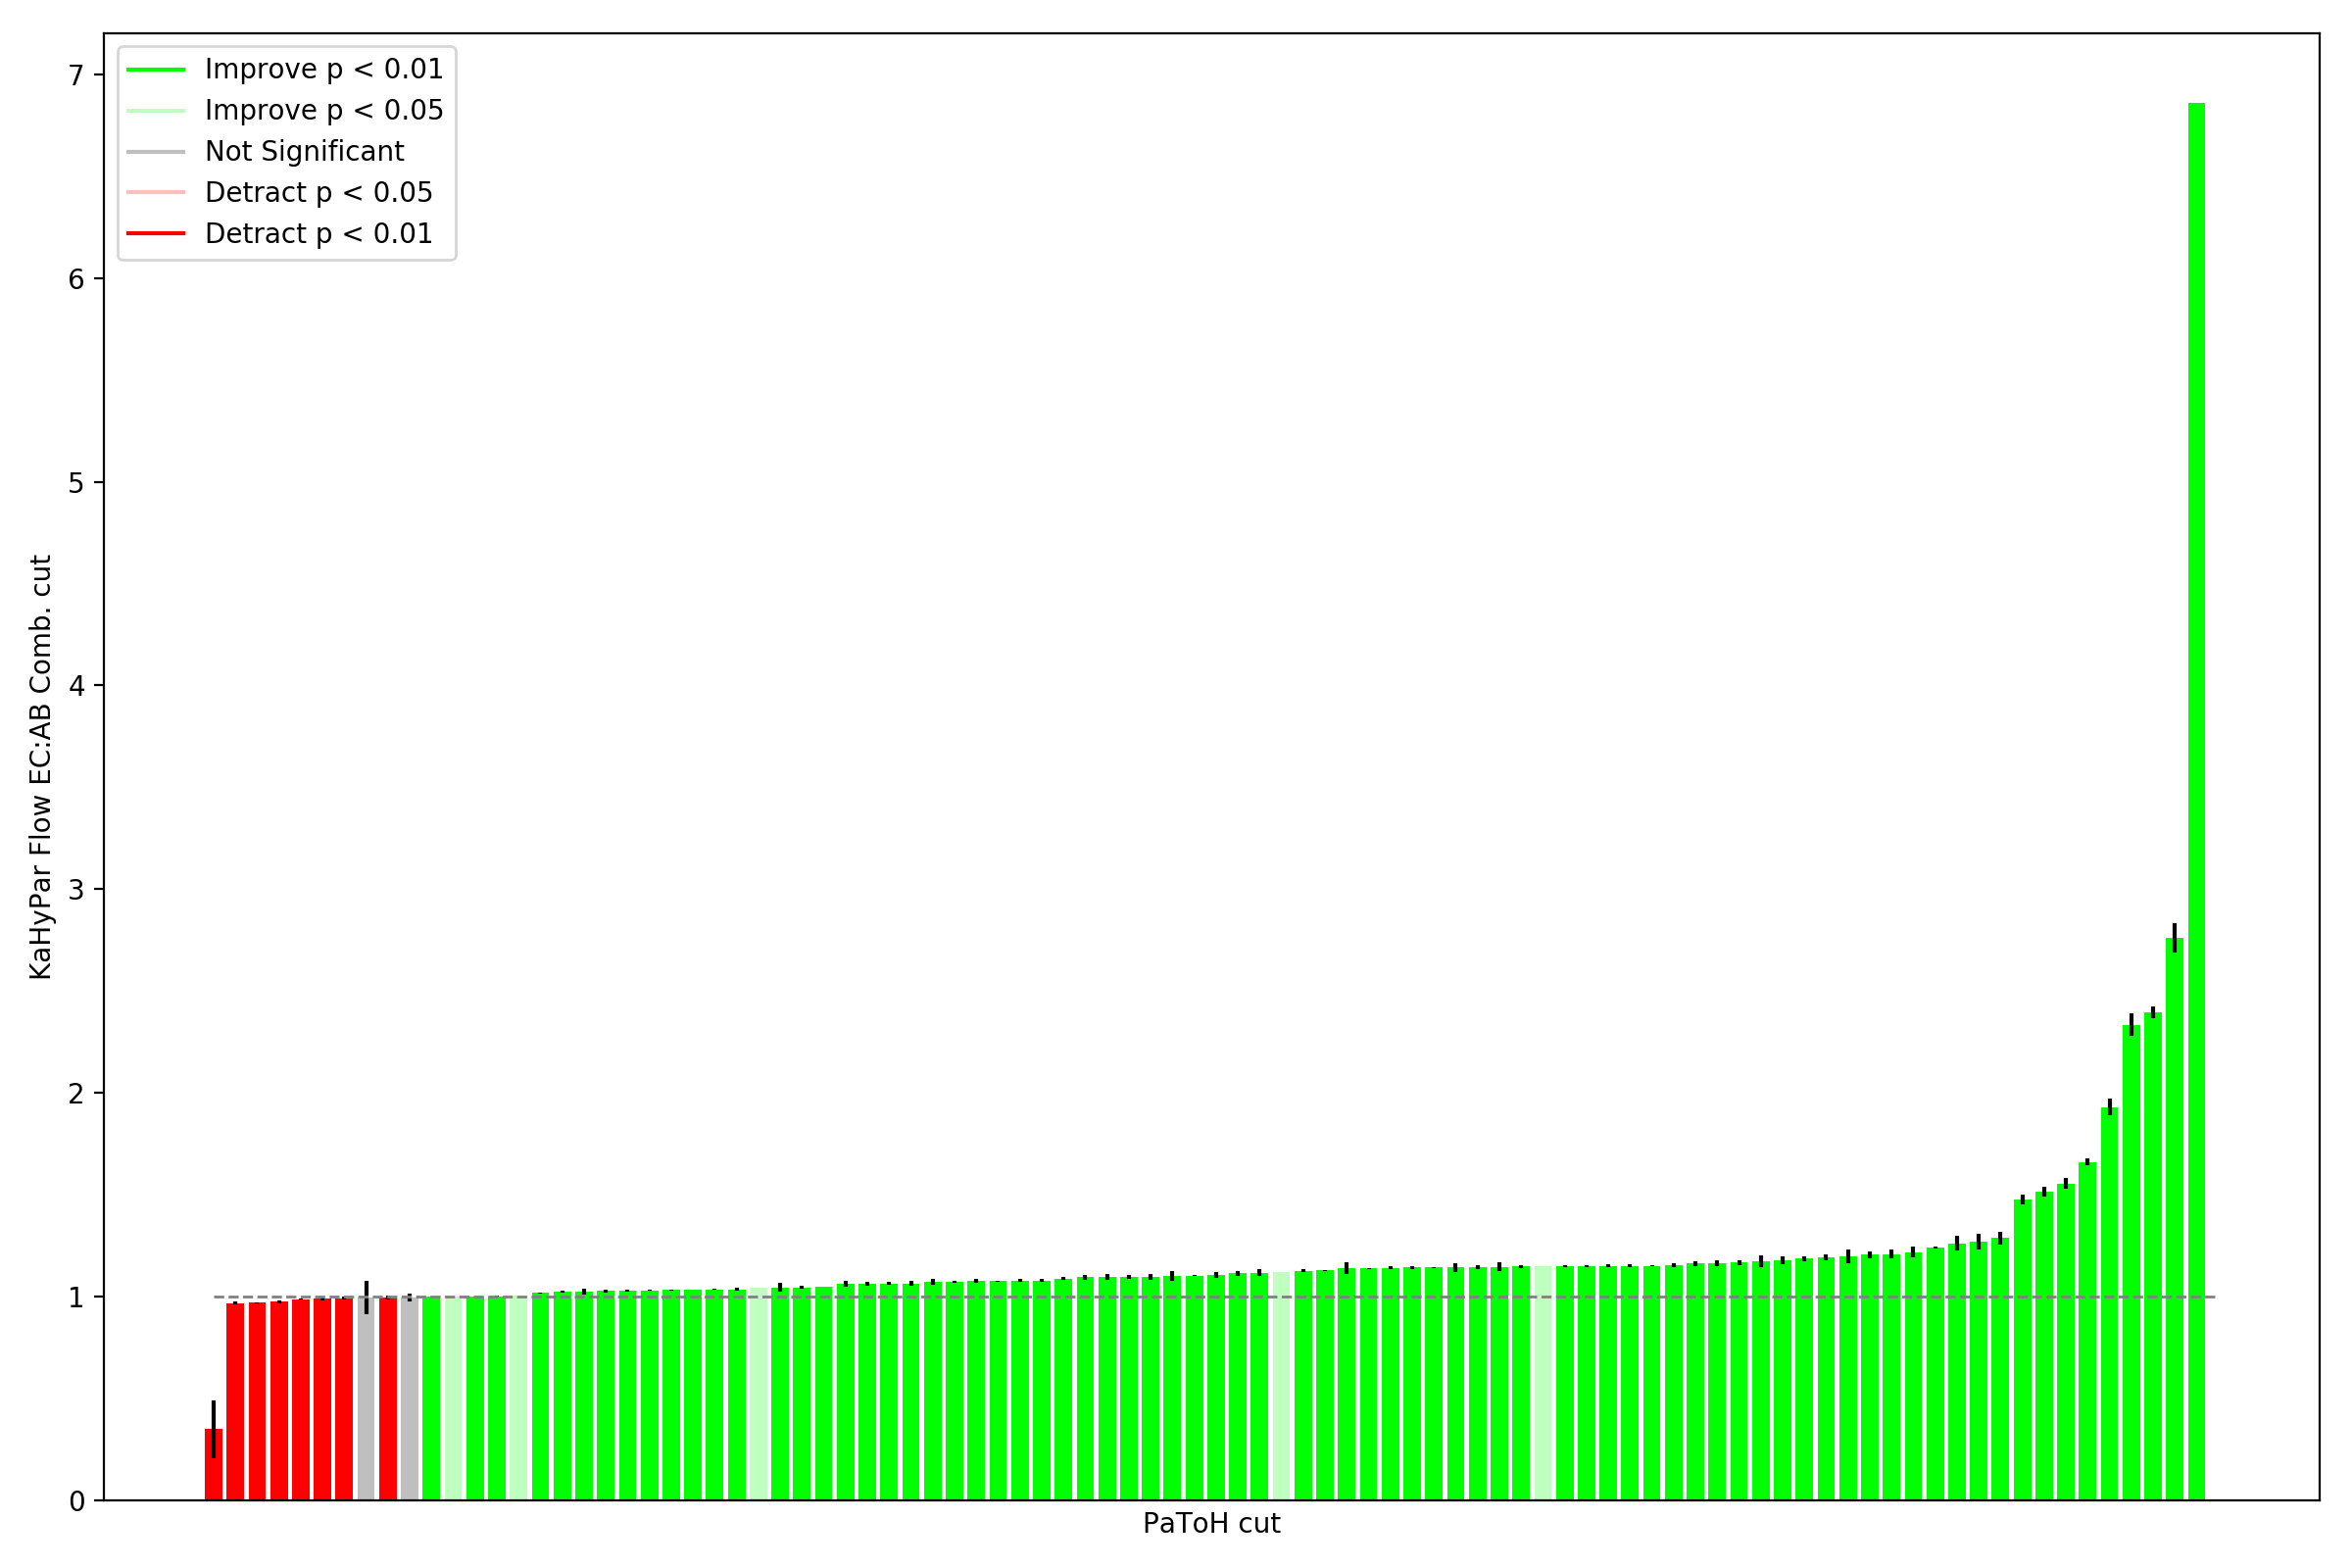 Improve p < 0.01
Improve p < 0.05
Not Significant
Detract p < 0.05
Detract p < 0.01
7
6
5
4
3
2
1
0
KaHyPar Flow EC:AB Comb. cut
PaToH cut